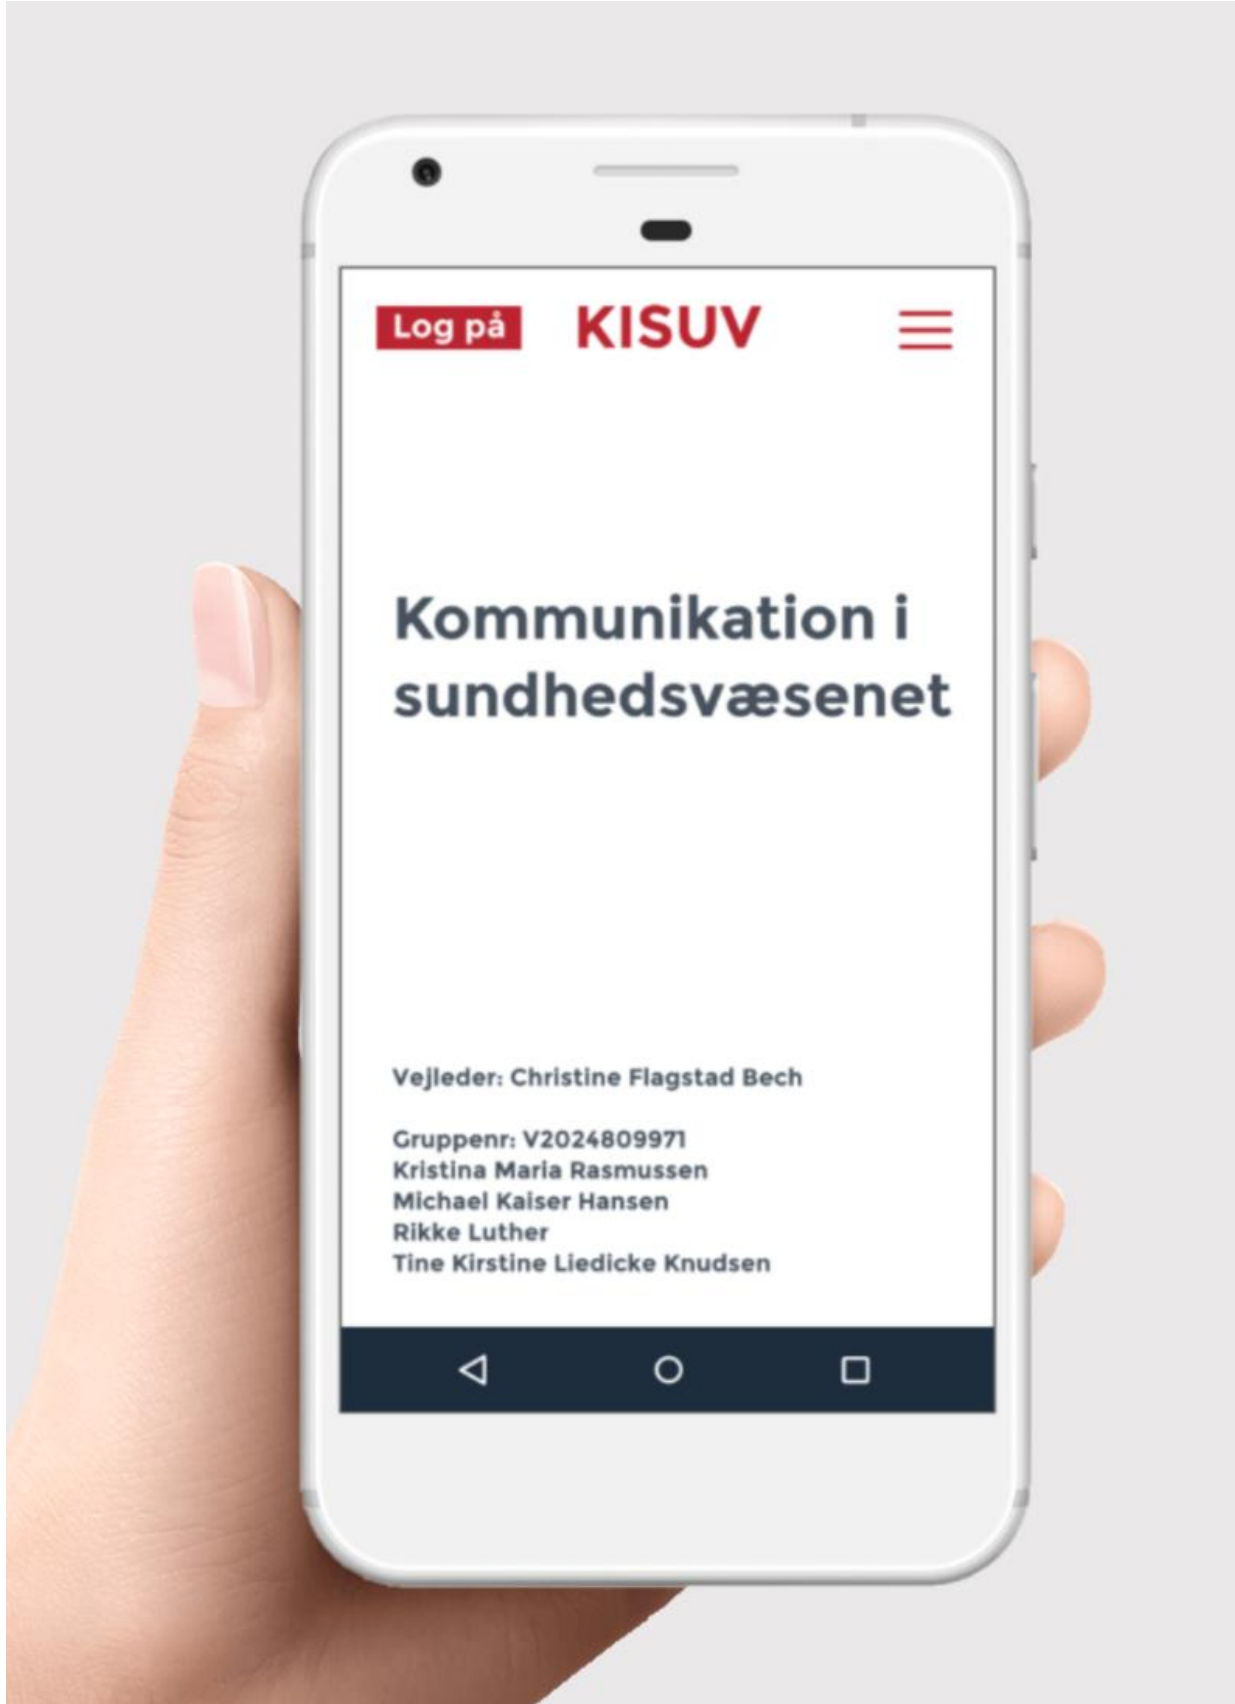 Log på KISUV
Kommunikation i
sundhedsvæsenet
Vejleder: Christine Flagstad Bech
Gruppenr: V2024809971
Kristina Maria Rasmussen
Michael Kaiser Hansen
Rikke Luther
Tine Kirstine Liedicke Knudsen